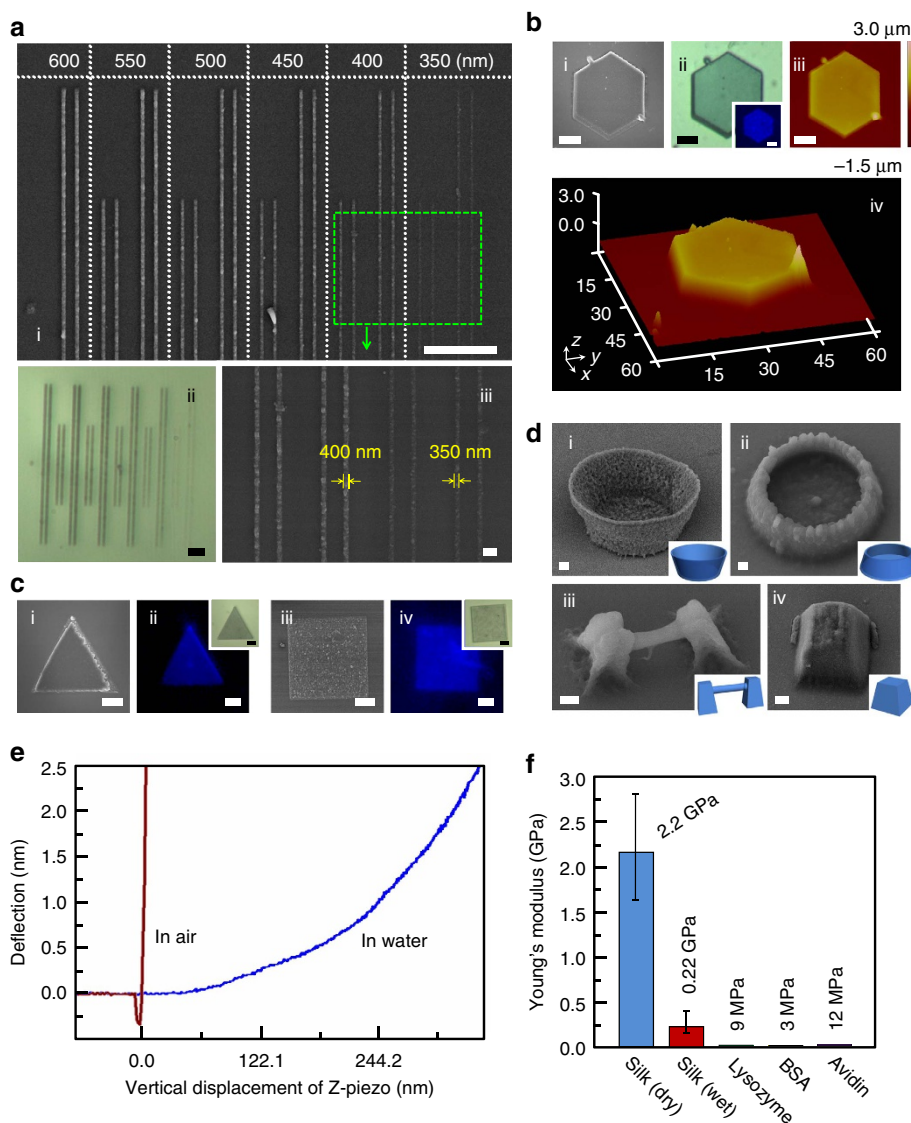 a
600 550 500 450 400 350 (nm)
i
ii
iii
400 nm
350 nm
b
3.0 μm
i
ii
iii
−1.5 μm
iv
3.0
0.0
15
30
45
60
15
30
45
60
z
y
x
c
i
ii
iii
iv
d
i
ii
iii
iv
e
2.5
2.0
1.5
1.0
0.5
0.0
Deflection (nm)
In air
In water
0.0 122.1 244.2
Vertical displacement of Z-piezo (nm)
f
3.0
2.5
2.0
1.5
1.0
0.5
0.0
Young's modulus (GPa)
2.2 GPa
0.22 GPa
9 MPa
3 MPa
12 MPa
Silk (dry)
Silk (wet)
Lysozyme
BSA
Avidin